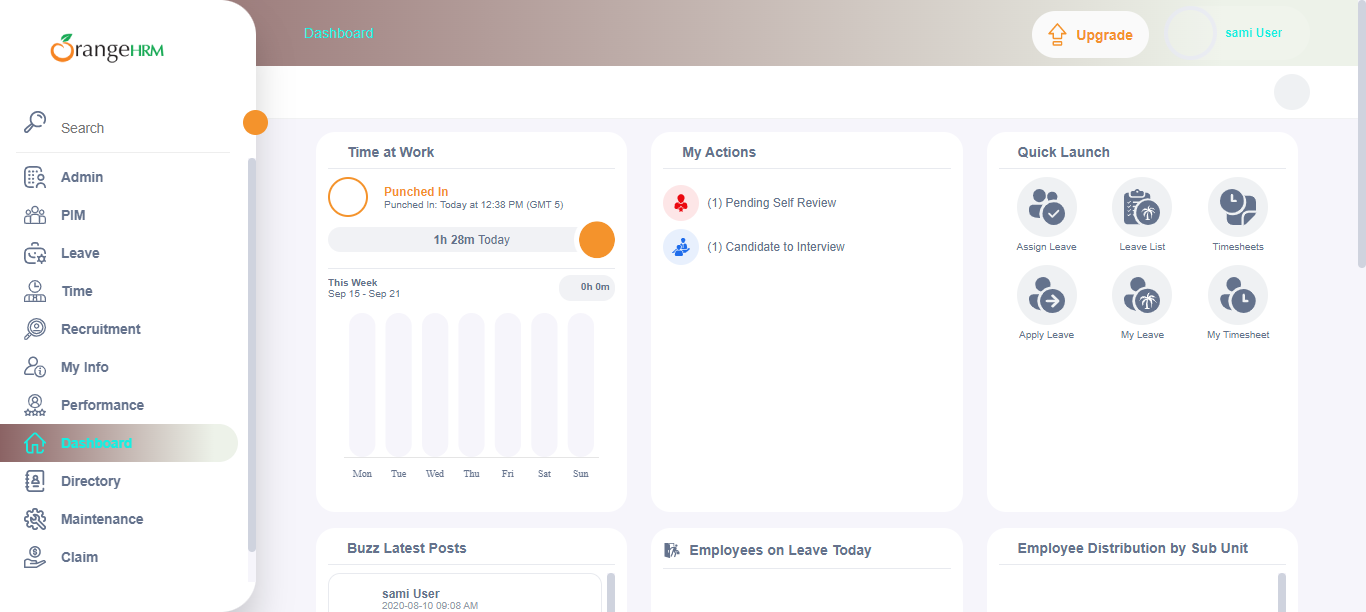 OrangeHRM
Search
Admin
PIM
Leave
Time
Recruitment
My Info
Performance
Dashboard
Directory
Maintenance
Claim
Dashboard
Upgrade
sami User
Time at Work
Punched In
Punched In: Today at 12:38 PM (GMT 5)
1h 28m Today
This Week
Sep 15 - Sep 21
0h 0m
Mon Tue Wed Thu Fri Sat Sun
My Actions
(1) Pending Self Review
(1) Candidate to Interview
Quick Launch
Assign Leave Leave List Timesheets
Apply Leave My Leave My Timesheet
Buzz Latest Posts
sami User
2020-08-10 09:08 AM
Employees on Leave Today
Employee Distribution by Sub Unit